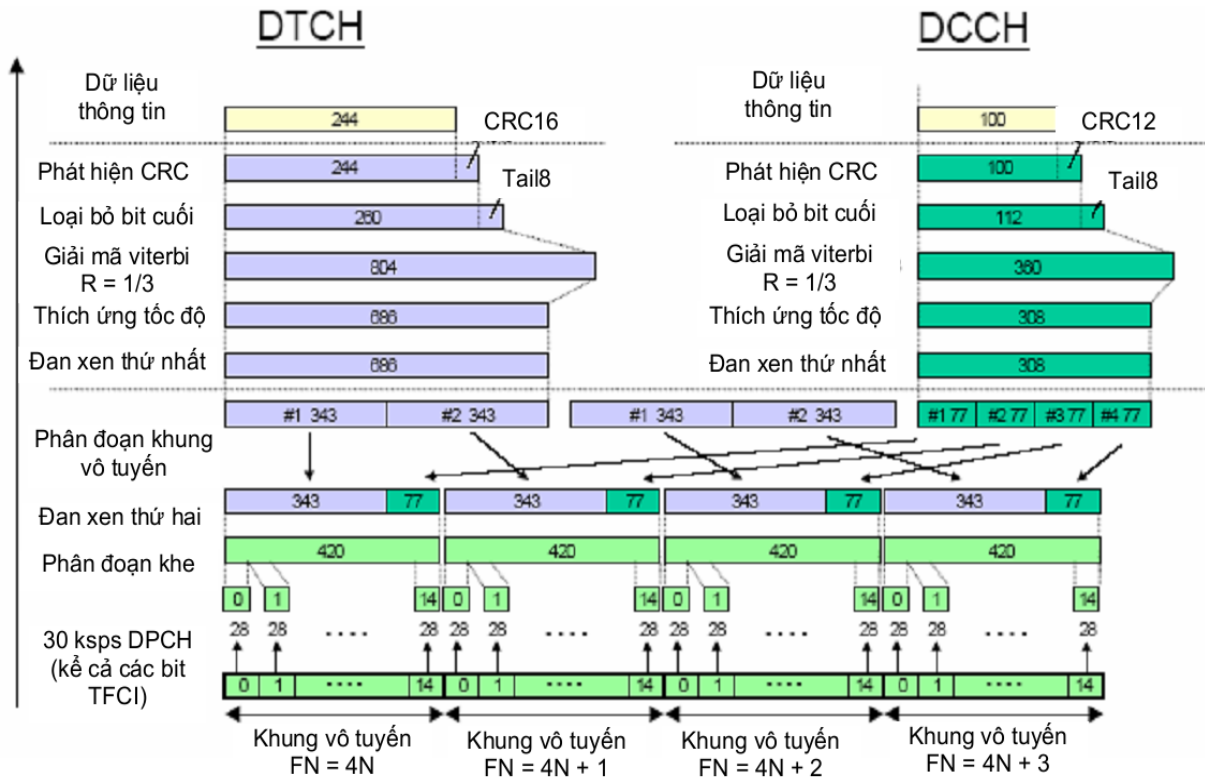 DTCH
DCCH
Dữ liệu
thông tin
244
CRC16
Dữ liệu
thông tin
100
CRC12
Phát hiện CRC
244
Tail8
Phát hiện CRC
100
Tail8
Loại bỏ bit cuối
260
Loại bỏ bit cuối
112
Giải mã viterbi
R = 1/3
804
Giải mã viterbi
R = 1/3
360
Thích ứng tốc độ
686
Thích ứng tốc độ
308
Đan xen thứ nhất
686
Đan xen thứ nhất
308
Phân đoạn khung
vô tuyến
#1 343
#2 343
#1 343
#2 343
#1 77
#2 77
#3 77
#4 77
Đan xen thứ hai
343
77
343
77
343
77
343
77
Phân đoạn khe
420
420
420
420
0 1 14 0 1 14 0 1 14 0 1 14
30 ksps DPCH
(kể cả các bit
TFCI)
28 28 .... 28 28 28 .... 28 28 28 .... 28 28 28 .... 28
0 1 .... 14 0 1 .... 14 0 1 .... 14 0 1 .... 14
Khung vô tuyến
FN = 4N
Khung vô tuyến
FN = 4N + 1
Khung vô tuyến
FN = 4N + 2
Khung vô tuyến
FN = 4N + 3